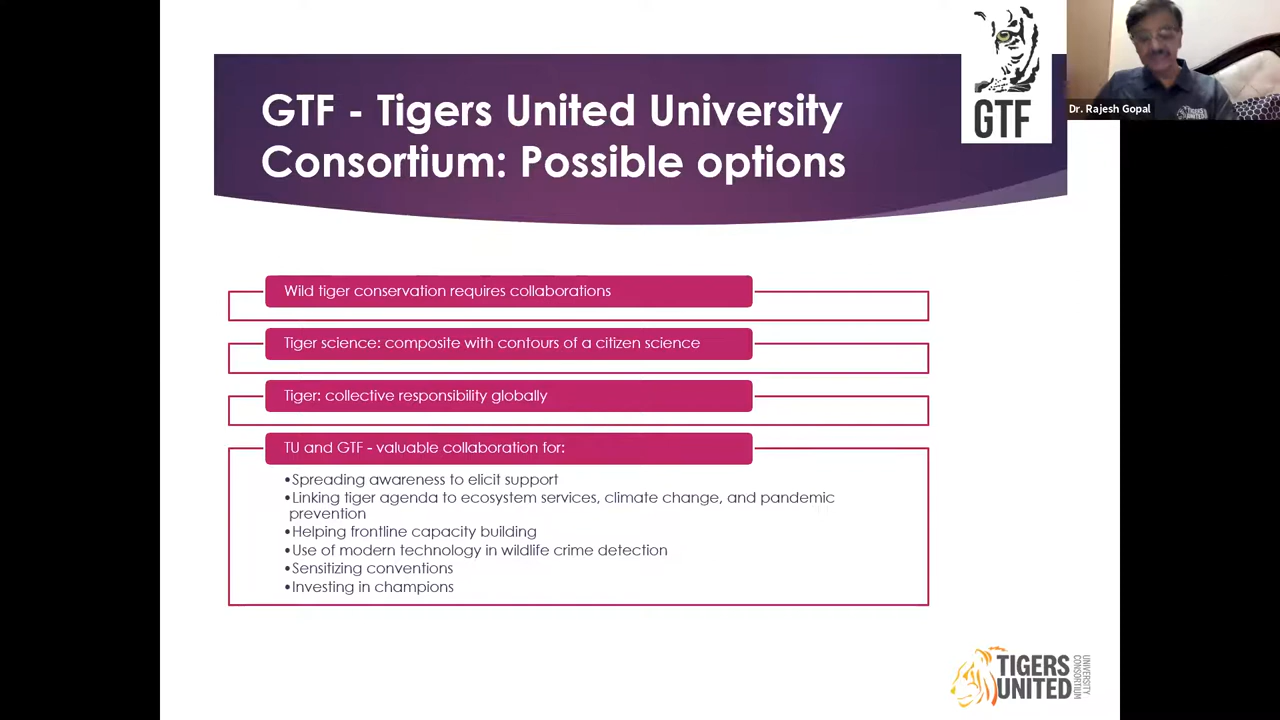 GTF - Tigers United University
Consortium: Possible options
GTF
Dr. Rajesh Gopal
TIGERS
UNITED
Wild tiger conservation requires collaborations
Tiger science: composite with contours of a citizen science
Tiger: collective responsibility globally
TU and GTF - valuable collaboration for:
•Spreading awareness to elicit support
•Linking tiger agenda to ecosystem services, climate change, and pandemic
prevention
•Helping frontline capacity building
•Use of modern technology in wildlife crime detection
•Sensitizing conventions
•Investing in champions
TIGERS
UNITED
UNIVERSITY
CONSORTIUM